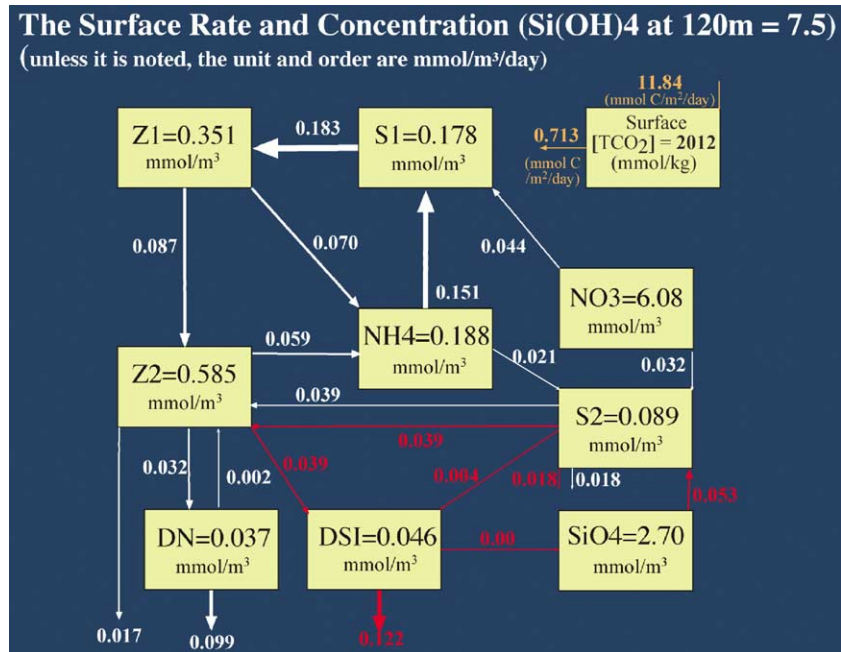 The Surface Rate and Concentration (Si(OH)4 at 120m = 7.5)
(unless it is noted, the unit and order are mmol/m³/day)
11.84
(mmol C/m²/day)
Z1=0.351
mmol/m³
0.183
S1=0.178
mmol/m³
0.713
(mmol C
/m²/day)
Surface
[TCO₂] = 2012
(mmol/kg)
0.087
0.070
0.044
0.151
NO3=6.08
mmol/m³
NH4=0.188
mmol/m³
0.059
0.021
0.032
Z2=0.585
mmol/m³
0.039
S2=0.089
mmol/m³
0.039
0.032
0.002
0.039
0.004
0.018
0.018
0.053
DN=0.037
mmol/m³
DSI=0.046
mmol/m³
0.00
SiO4=2.70
mmol/m³
0.017
0.099
0.122